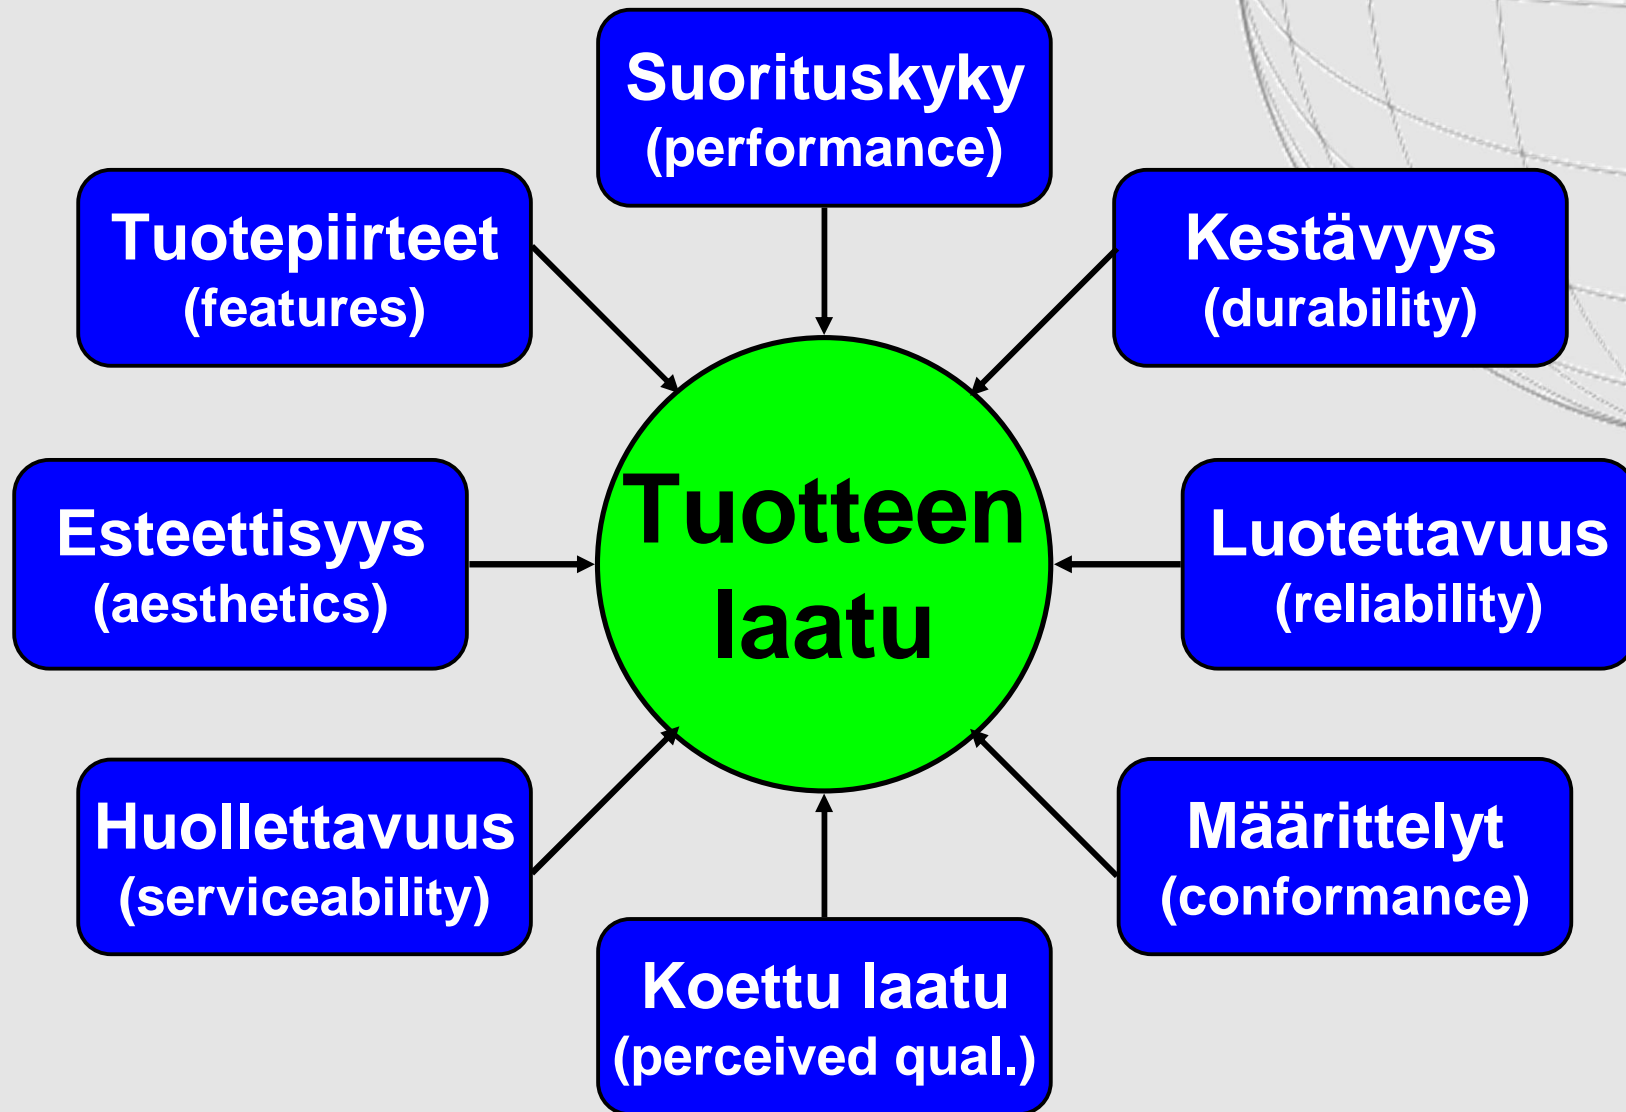 Suorituskyky
(performance)
Tuotepiirteet
(features)
Kestävyys
(durability)
Esteettisyys
(aesthetics)
Tuotteen
laatu
Luotettavuus
(reliability)
Huollettavuus
(serviceability)
Määrittelyt
(conformance)
Koettu laatu
(perceived qual.)